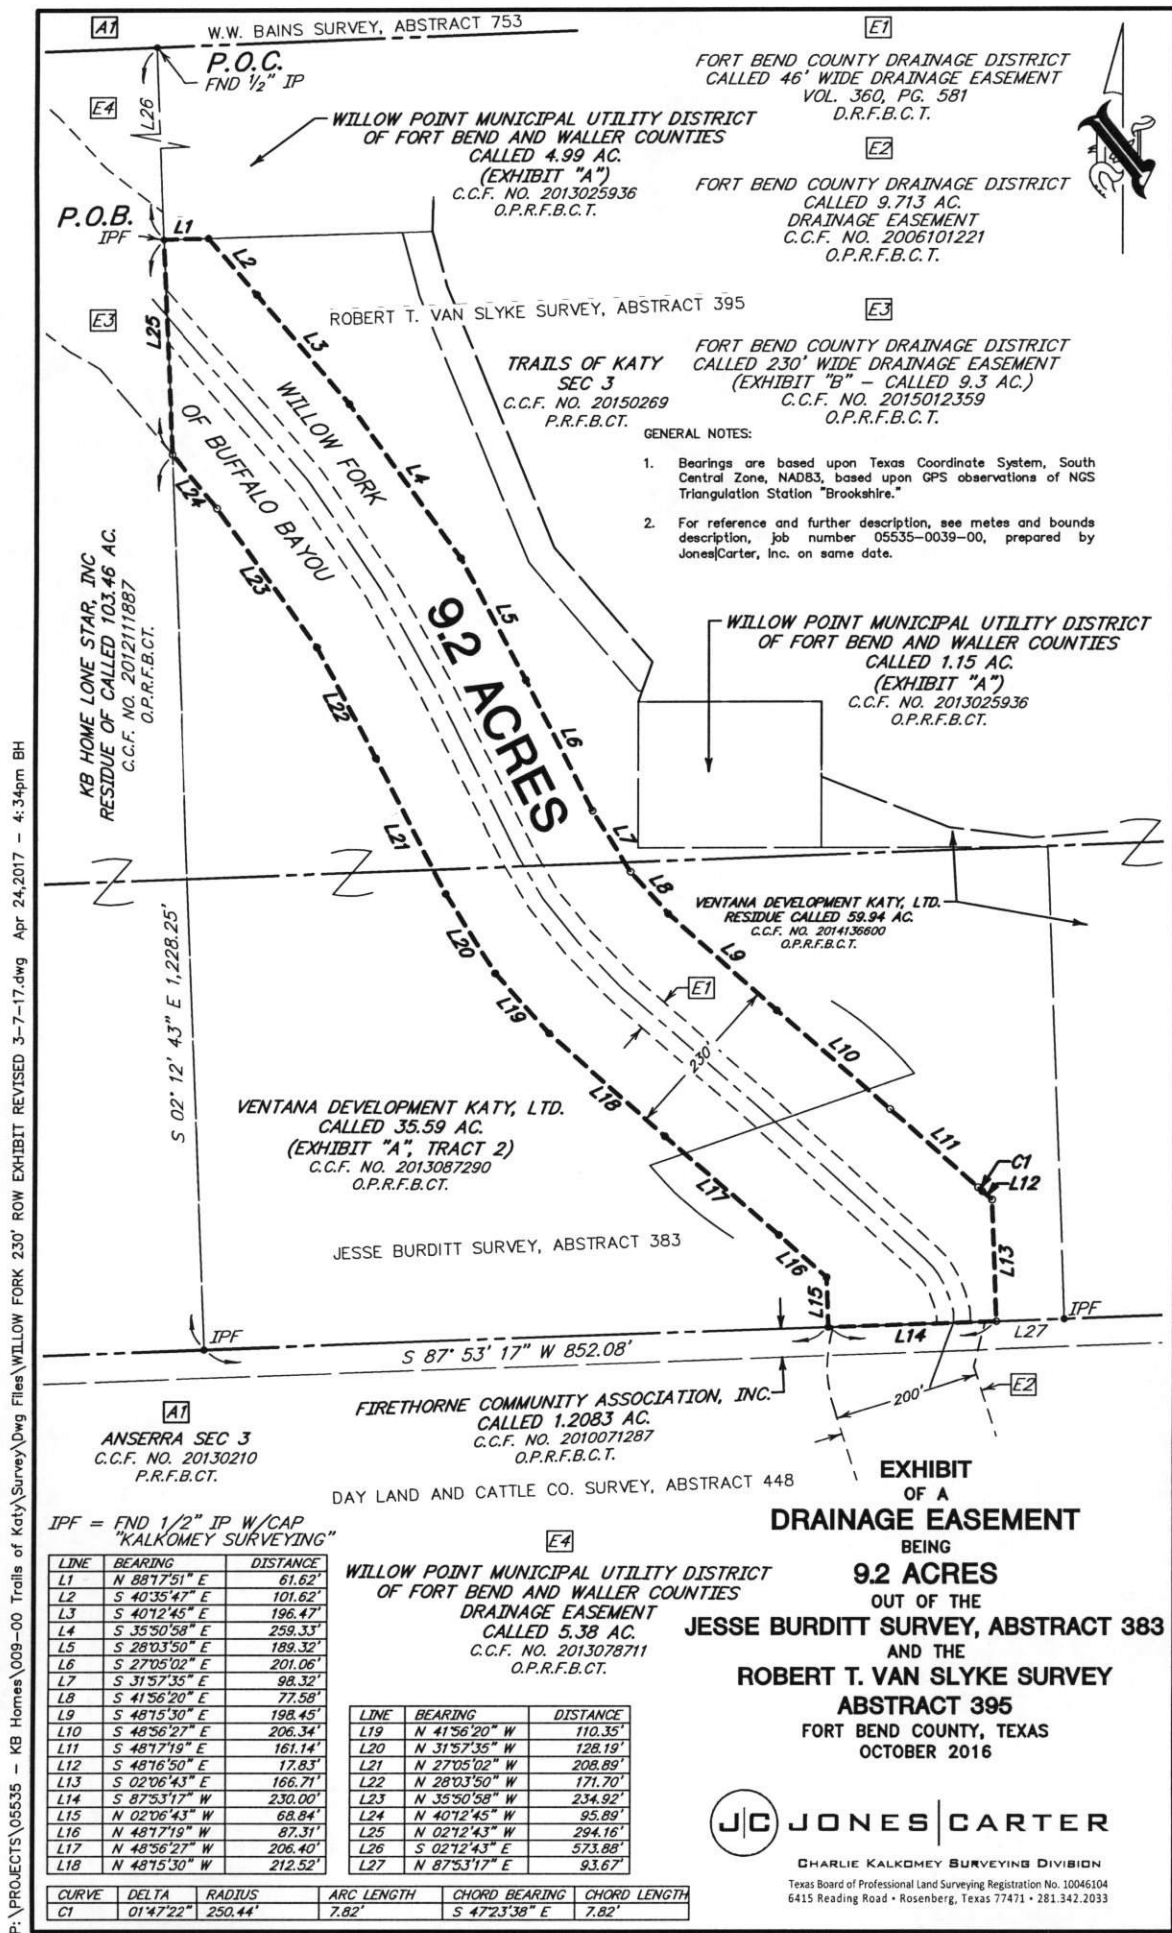 A1
W.W. BAINS SURVEY, ABSTRACT 753
P.O.C.
FND 1/2" IP
E4
L26
WILLOW POINT MUNICIPAL UTILITY DISTRICT
OF FORT BEND AND WALLER COUNTIES
CALLED 4.99 AC.
(EXHIBIT "A")
C.C.F. NO. 2013025936
O.P.R.F.B.C.T.
E1
FORT BEND COUNTY DRAINAGE DISTRICT
CALLED 46' WIDE DRAINAGE EASEMENT
VOL. 360, PG. 581
D.R.F.B.C.T.
E2
FORT BEND COUNTY DRAINAGE DISTRICT
CALLED 9.713 AC.
DRAINAGE EASEMENT
C.C.F. NO. 2006101221
O.P.R.F.B.C.T.
E3
FORT BEND COUNTY DRAINAGE DISTRICT
CALLED 230' WIDE DRAINAGE EASEMENT
(EXHIBIT "B" – CALLED 9.3 AC.)
C.C.F. NO. 2015012359
O.P.R.F.B.C.T.
P.O.B.
IPF
L1
L2
E3
L25
L3
ROBERT T. VAN SLYKE SURVEY, ABSTRACT 395
TRAILS OF KATY
SEC 3
C.C.F. NO. 20150269
P.R.F.B.CT.
GENERAL NOTES:
1. Bearings are based upon Texas Coordinate System, South
Central Zone, NAD83, based upon GPS observations of NGS
Triangulation Station "Brookshire."
2. For reference and further description, see metes and bounds
description, job number 05535–0039–00, prepared by
Jones|Carter, Inc. on same date.
WILLOW FORK
OF BUFFALO BAYOU
L4
L24
L23
L5
9.2 ACRES
KB HOME LONE STAR, INC
RESIDUE OF CALLED 103.46 AC.
C.C.F. NO. 2012111887
O.P.R.F.B.CT.
WILLOW POINT MUNICIPAL UTILITY DISTRICT
OF FORT BEND AND WALLER COUNTIES
CALLED 1.15 AC.
(EXHIBIT "A")
C.C.F. NO. 2013025936
O.P.R.F.B.CT.
L22
L6
L21
L7
L8
VENTANA DEVELOPMENT KATY, LTD.
RESIDUE CALLED 59.94 AC.
C.C.F. NO. 2014136600
O.P.R.F.B.C.T.
S 02° 12' 43" E 1,228.25'
L20
L9
E1
L19
L10
230'
L18
VENTANA DEVELOPMENT KATY, LTD.
CALLED 35.59 AC.
(EXHIBIT "A", TRACT 2)
C.C.F. NO. 2013087290
O.P.R.F.B.CT.
L11
C1
L12
L17
JESSE BURDITT SURVEY, ABSTRACT 383
L13
L16
L15
IPF
IPF
L14
L27
S 87° 53' 17" W 852.08'
E2
200'
A1
ANSERRA SEC 3
C.C.F. NO. 20130210
P.R.F.B.CT.
FIRETHORNE COMMUNITY ASSOCIATION, INC.
CALLED 1.2083 AC.
C.C.F. NO. 2010071287
O.P.R.F.B.C.T.
DAY LAND AND CATTLE CO. SURVEY, ABSTRACT 448
IPF = FND 1/2" IP W/CAP
"KALKOMEY SURVEYING"
E4
WILLOW POINT MUNICIPAL UTILITY DISTRICT
OF FORT BEND AND WALLER COUNTIES
DRAINAGE EASEMENT
CALLED 5.38 AC.
C.C.F. NO. 2013078711
O.P.R.F.B.CT.
EXHIBIT
OF A
DRAINAGE EASEMENT
BEING
9.2 ACRES
OUT OF THE
JESSE BURDITT SURVEY, ABSTRACT 383
AND THE
ROBERT T. VAN SLYKE SURVEY
ABSTRACT 395
FORT BEND COUNTY, TEXAS
OCTOBER 2016
LINE BEARING DISTANCE
L1 N 88°17'51" E 61.62'
L2 S 40°35'47" E 101.62'
L3 S 40°12'45" E 196.47'
L4 S 35°50'58" E 259.33'
L5 S 28°03'50" E 189.32'
L6 S 27°05'02" E 201.06'
L7 S 31°57'35" E 98.32'
L8 S 41°56'20" E 77.58'
L9 S 48°15'30" E 198.45'
L10 S 48°56'27" E 206.34'
L11 S 48°17'19" E 161.14'
L12 S 48°16'50" E 17.83'
L13 S 02°06'43" E 166.71'
L14 S 87°53'17" W 230.00'
L15 N 02°06'43" W 68.84'
L16 N 48°17'19" W 87.31'
L17 N 48°56'27" W 206.40'
L18 N 48°15'30" W 212.52'
LINE BEARING DISTANCE
L19 N 41°56'20" W 110.35'
L20 N 31°57'35" W 128.19'
L21 N 27°05'02" W 208.89'
L22 N 28°03'50" W 171.70'
L23 N 35°50'58" W 234.92'
L24 N 40°12'45" W 95.89'
L25 N 02°12'43" W 294.16'
L26 S 02°12'43" E 573.88'
L27 N 87°53'17" E 93.67'
CURVE DELTA RADIUS ARC LENGTH CHORD BEARING CHORD LENGTH
C1 01°47'22" 250.44' 7.82' S 47°23'38" E 7.82'
J|C JONES|CARTER
CHARLIE KALKOMEY SURVEYING DIVISION
Texas Board of Professional Land Surveying Registration No. 10046104
6415 Reading Road • Rosenberg, Texas 77471 • 281.342.2033
P:\PROJECTS\05535 – KB Homes\009–00 Trails of Katy\Survey\Dwg Files\WILLOW FORK 230' ROW EXHIBIT REVISED 3–7–17.dwg Apr 24,2017 – 4:34pm BH